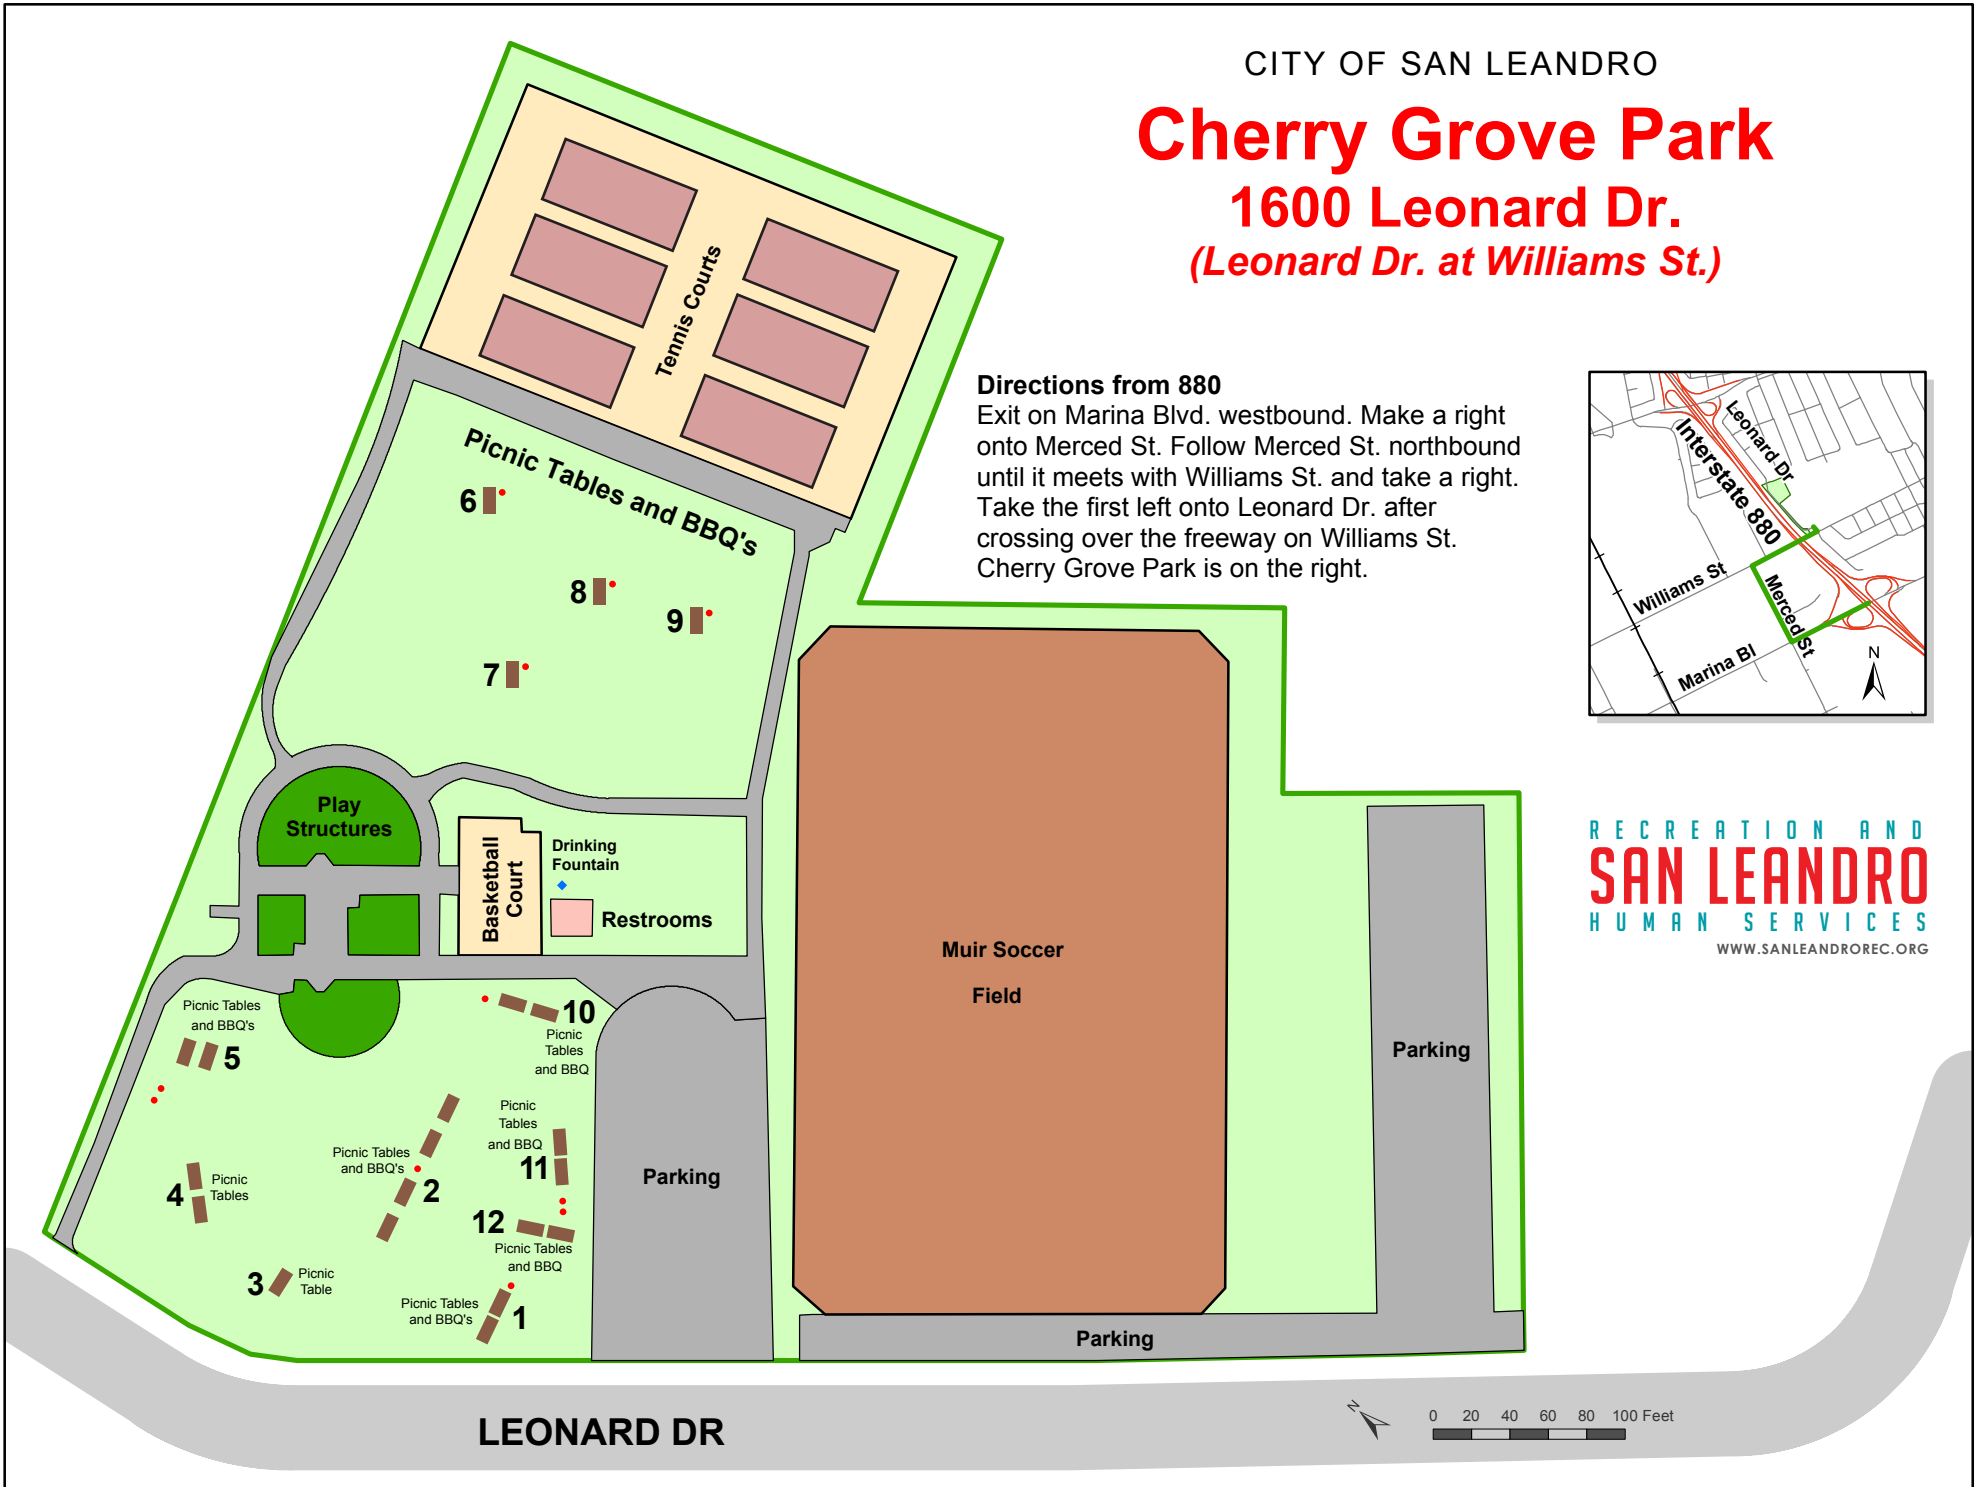 CITY OF SAN LEANDRO
Cherry Grove Park
1600 Leonard Dr.
(Leonard Dr. at Williams St.)
Directions from 880
Exit on Marina Blvd. westbound. Make a right
onto Merced St. Follow Merced St. northbound
until it meets with Williams St. and take a right.
Take the first left onto Leonard Dr. after
crossing over the freeway on Williams St.
Cherry Grove Park is on the right.
Leonard Dr
Interstate 880
Williams St
Merced St
Marina Bl
N
RECREATION AND
SAN LEANDRO
HUMAN SERVICES
WWW.SANLEANDROREC.ORG
Tennis Courts
Picnic Tables and BBQ's
6
8
9
7
Play
Structures
Basketball
Court
Drinking
Fountain
Restrooms
Muir Soccer
Field
Parking
Parking
Parking
Picnic Tables
and BBQ's
5
10
Picnic
Tables
and BBQ
Picnic
Tables
and BBQ
11
Picnic Tables
and BBQ's
2
4
Picnic
Tables
12
Picnic Tables
and BBQ
3
Picnic
Table
Picnic Tables
and BBQ's
1
LEONARD DR
N
0 20 40 60 80 100 Feet